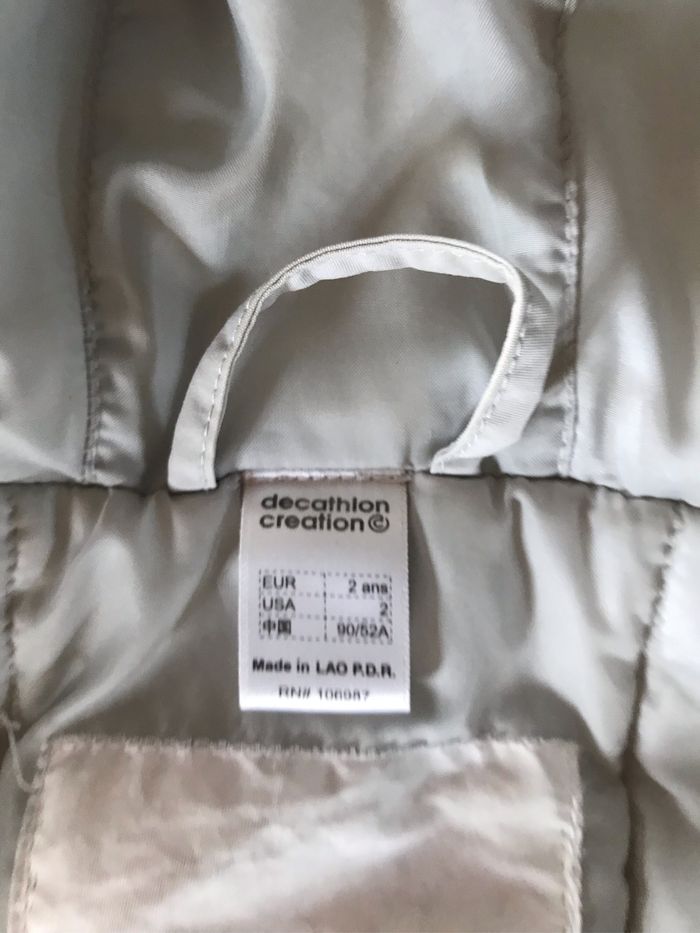 decathlon
creation©
EUR 2 ans
USA 2
中国 90/52A
Made in LAO P.D.R.
RN# 106987